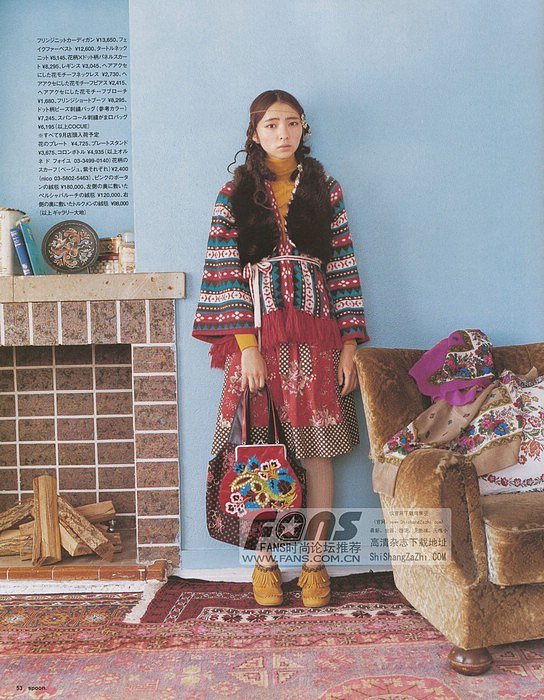 フリンジニットカーディガン ¥13,650、フェ
イクファーベスト ¥12,600、タートルネック
ニット ¥5,145、花柄×ドット柄パネルスカー
ト ¥8,295、レギンス ¥3,045、ヘアアクセ
にした花モチーフネックレス ¥2,730、ヘア
アクセにした花モチーフピアス ¥2,415、
ヘアアクセにした花モチーフブローチ
¥1,680、フリンジショートブーツ ¥8,295、
ドット柄ビーズ刺繍バッグ(参考カラー)
¥7,245、スパンコール刺繍がま口バッグ
¥6,195(以上COCUE)
※すべて9月店頭入荷予定
花のプレート ¥4,725、プレートスタンド
¥3,675、コロンボトル ¥4,935(以上オル
ネ ド フォイユ 03-3499-0140)花柄の
スカーフ(ベージュ、紫それぞれ)¥2,400
(nico 03-5802-5463)、ピンクのボーター
ンの絨毯 ¥180,000、左側の奥に敷いた
ペルシャバルーチの絨毯 ¥120,000、右
側の奥に敷いたトルクメンの絨毯 ¥98,000
(以上 ギャラリー大地)
FANS
FANS时尚论坛推荐
WWW.FANS.COM.CN
高清杂志下载地址
ShiShangZaZhi.COM
53 spoon.